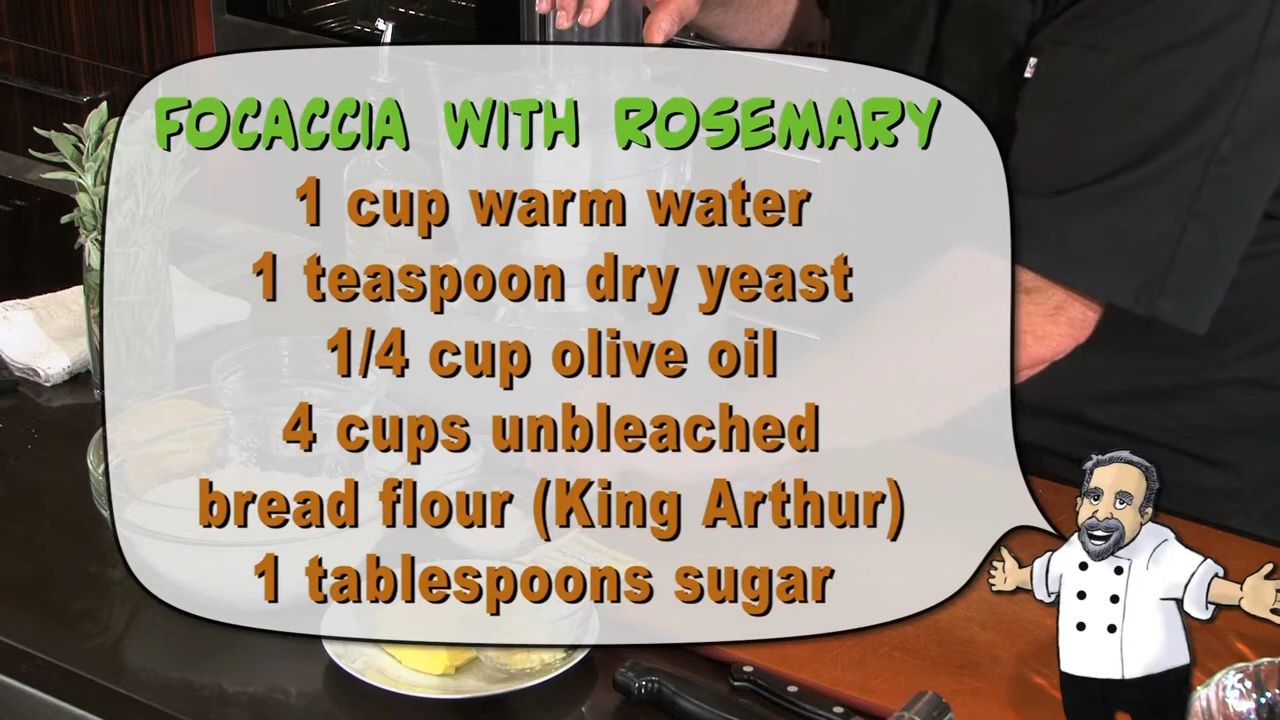 FOCACCIA WITH ROSEMARY
1 cup warm water
1 teaspoon dry yeast
1/4 cup olive oil
4 cups unbleached
bread flour (King Arthur)
1 tablespoons sugar